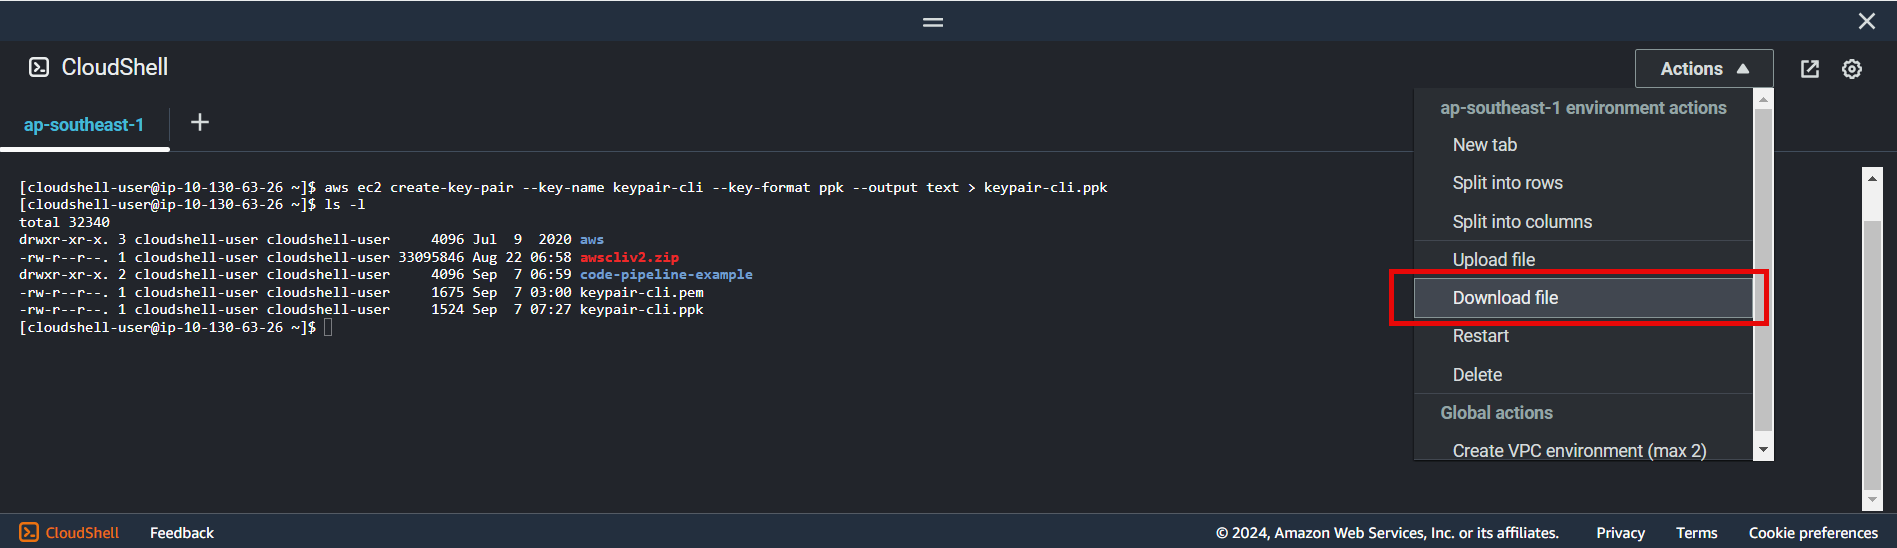 CloudShell
Actions
ap-southeast-1
ap-southeast-1 environment actions
New tab
Split into rows
Split into columns
Upload file
Download file
Restart
Delete
Global actions
Create VPC environment (max 2)
[cloudshell-user@ip-10-130-63-26 ~]$ aws ec2 create-key-pair --key-name keypair-cli --key-format ppk --output text > keypair-cli.ppk
[cloudshell-user@ip-10-130-63-26 ~]$ ls -l
total 32340
drwxr-xr-x. 3 cloudshell-user cloudshell-user     4096 Jul  9  2020 aws
-rw-r--r--. 1 cloudshell-user cloudshell-user 33095846 Aug 22 06:58 awscliv2.zip
drwxr-xr-x. 2 cloudshell-user cloudshell-user     4096 Sep  7 06:59 code-pipeline-example
-rw-r--r--. 1 cloudshell-user cloudshell-user     1675 Sep  7 03:00 keypair-cli.pem
-rw-r--r--. 1 cloudshell-user cloudshell-user     1524 Sep  7 07:27 keypair-cli.ppk
[cloudshell-user@ip-10-130-63-26 ~]$
CloudShell Feedback © 2024, Amazon Web Services, Inc. or its affiliates. Privacy Terms Cookie preferences